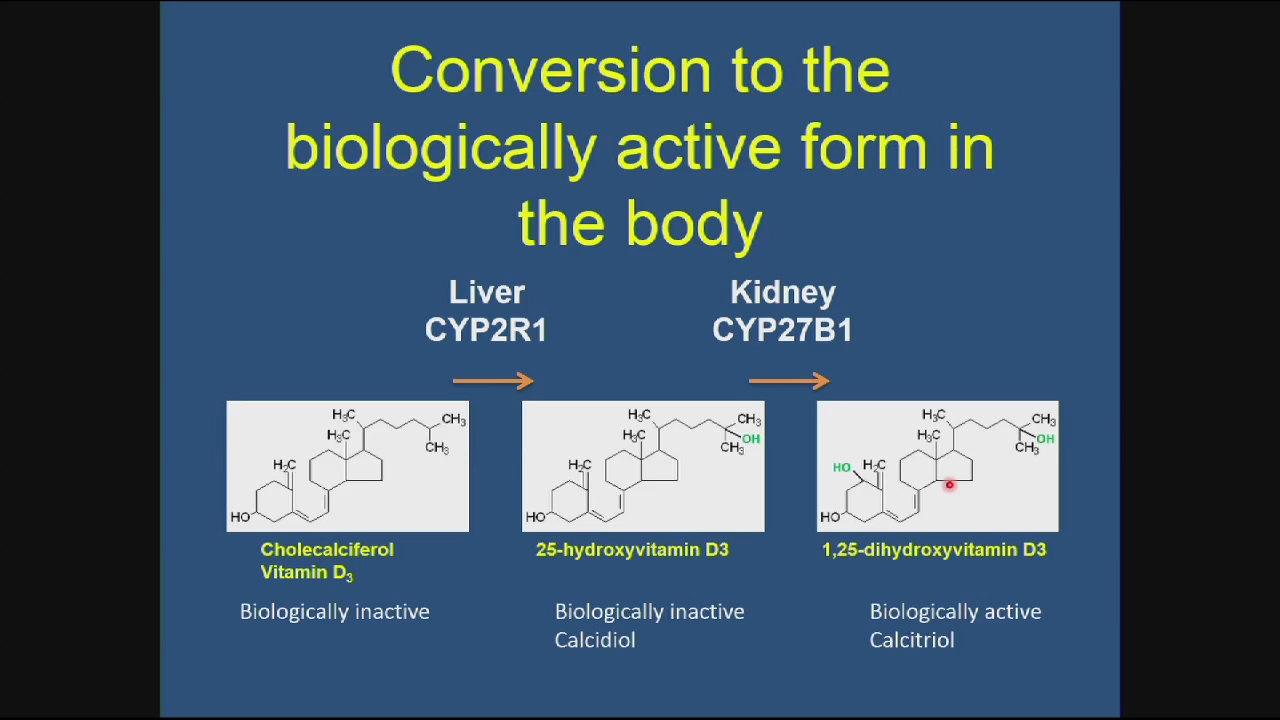 Conversion to the
biologically active form in
the body
Liver
CYP2R1
Kidney
CYP27B1
H₃C
CH₃
H₃C
CH₃
H₂C
HO
H₃C
CH₃
OH
H₃C
CH₃
H₂C
HO
H₃C
CH₃
OH
H₃C
CH₃
HO
H₂C
HO
Cholecalciferol
Vitamin D₃
25-hydroxyvitamin D3
1,25-dihydroxyvitamin D3
Biologically inactive
Biologically inactive
Calcidiol
Biologically active
Calcitriol